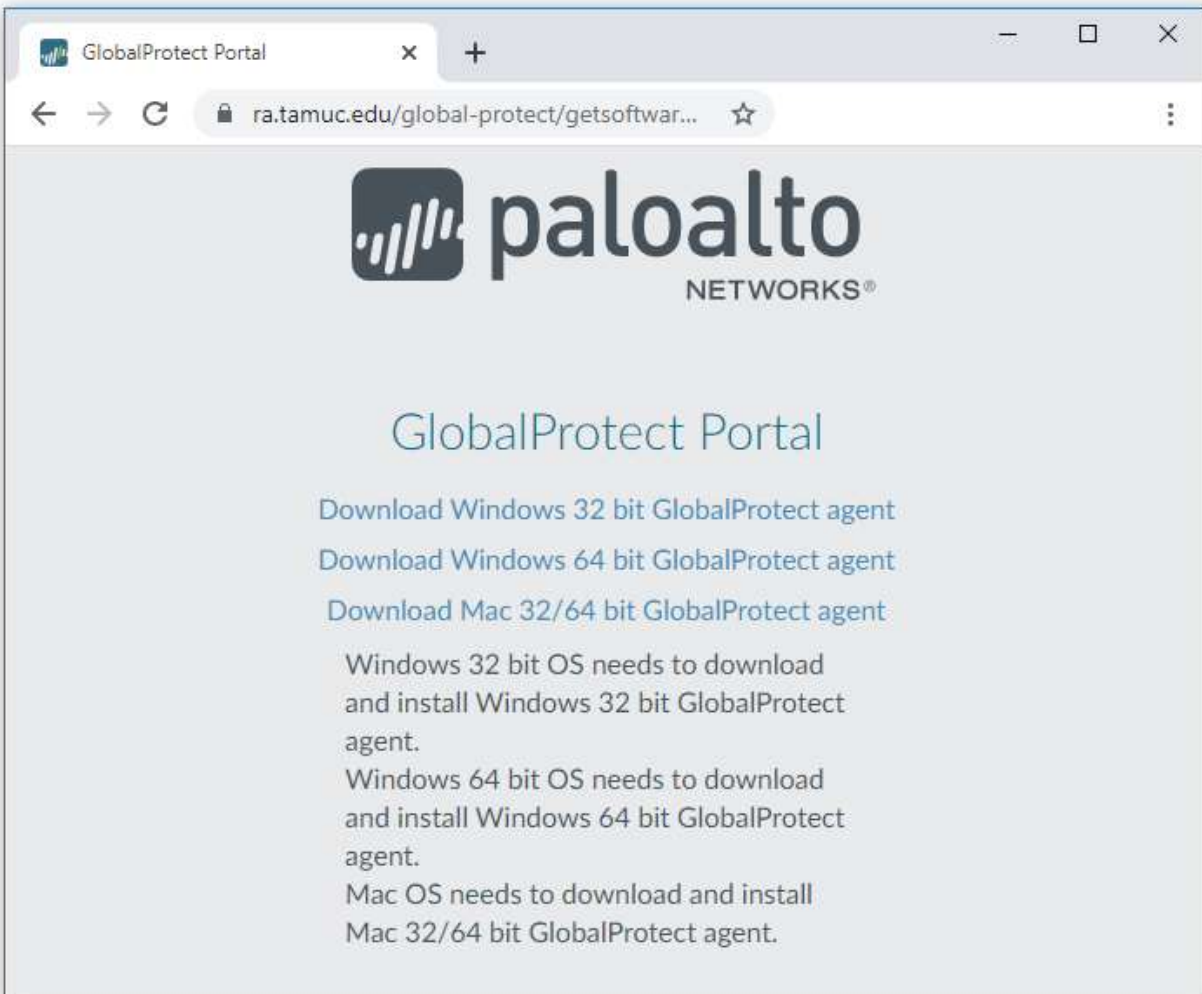 GlobalProtect Portal
ra.tamuc.edu/global-protect/getsoftwar...
paloalto
NETWORKS®
GlobalProtect Portal
Download Windows 32 bit GlobalProtect agent
Download Windows 64 bit GlobalProtect agent
Download Mac 32/64 bit GlobalProtect agent
Windows 32 bit OS needs to download
and install Windows 32 bit GlobalProtect
agent.
Windows 64 bit OS needs to download
and install Windows 64 bit GlobalProtect
agent.
Mac OS needs to download and install
Mac 32/64 bit GlobalProtect agent.